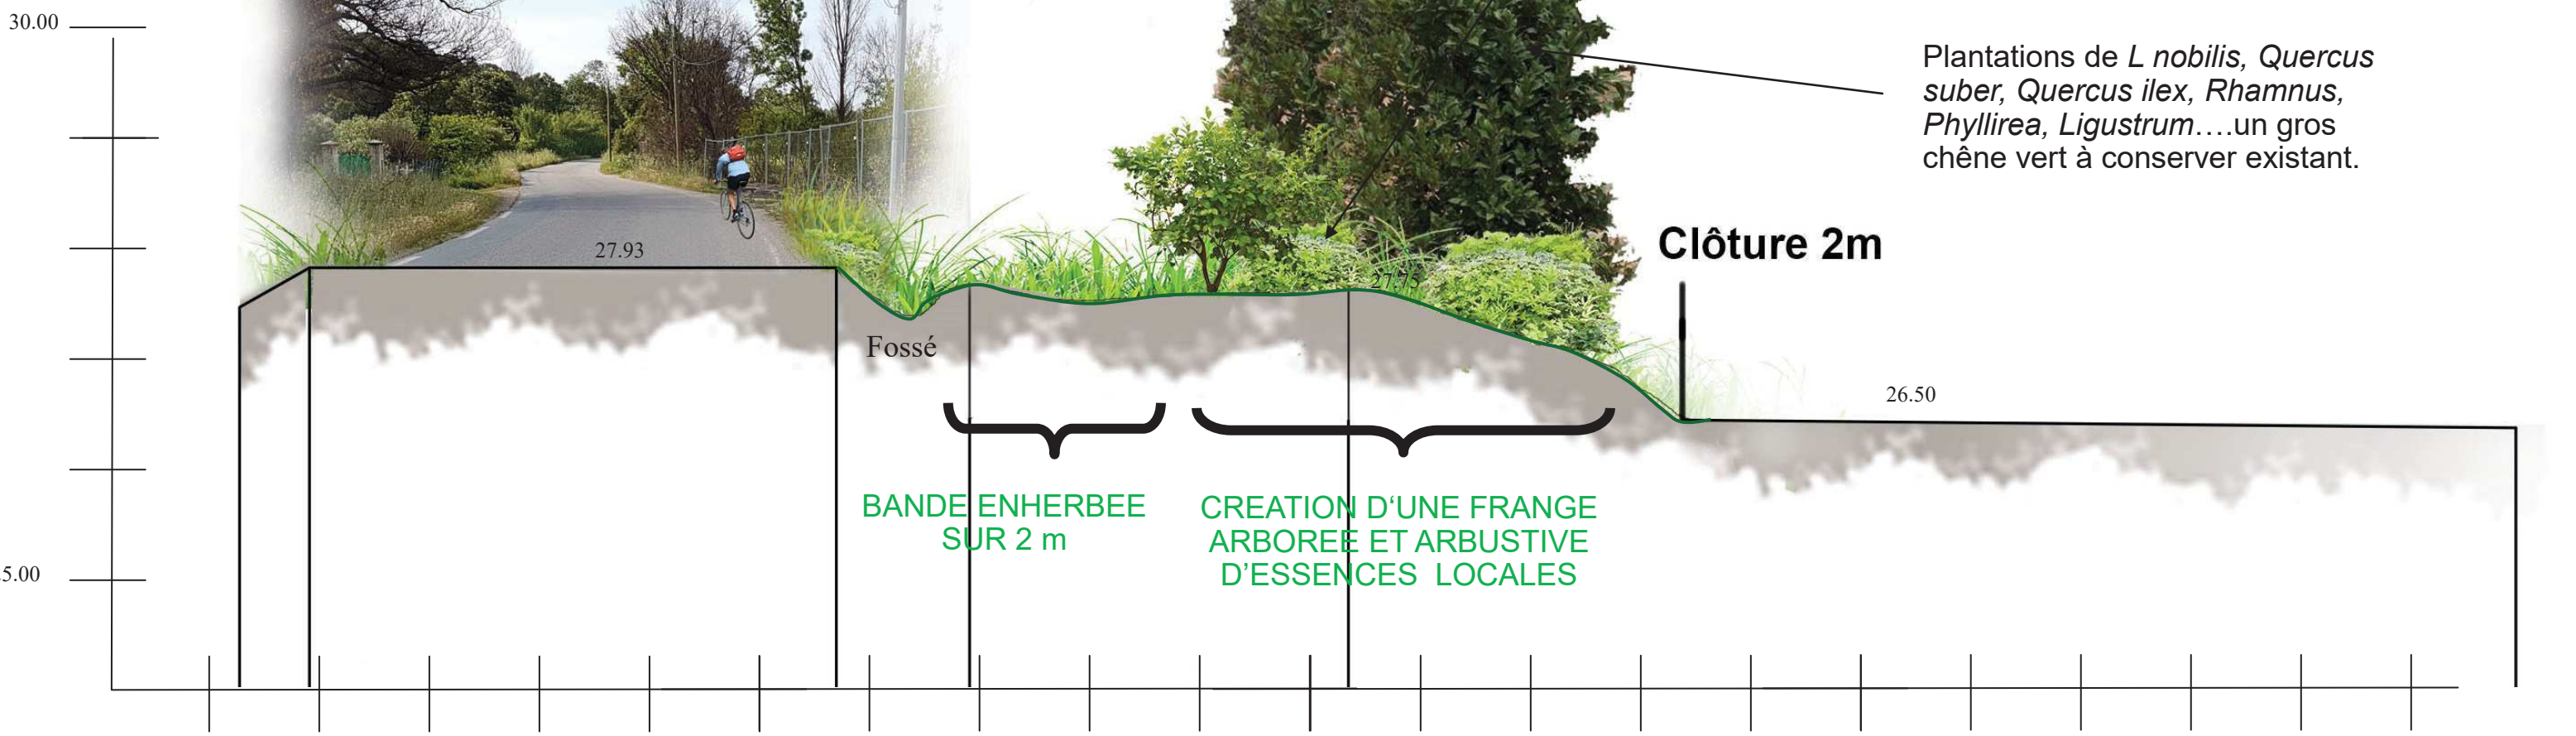 30.00
Plantations de L nobilis, Quercus
suber, Quercus ilex, Rhamnus,
Phyllirea, Ligustrum….un gros
chêne vert à conserver existant.
27.93
Clôture 2m
27.75
Fossé
26.50
BANDE ENHERBEE
SUR 2 m
CREATION D‘UNE FRANGE
ARBOREE ET ARBUSTIVE
D’ESSENCES LOCALES
5.00